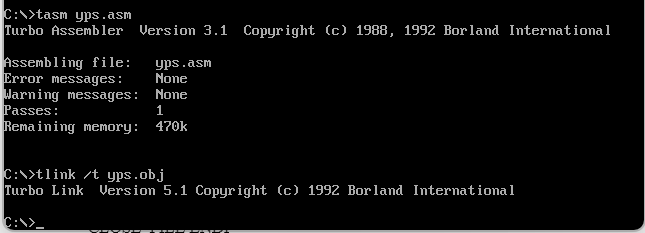 C:\>tasm yps.asm
Turbo Assembler  Version 3.1  Copyright (c) 1988, 1992 Borland International
Assembling file:   yps.asm
Error messages:    None
Warning messages:  None
Passes:            1
Remaining memory:  470k
C:\>tlink /t yps.obj
Turbo Link  Version 5.1 Copyright (c) 1992 Borland International
C:\>_